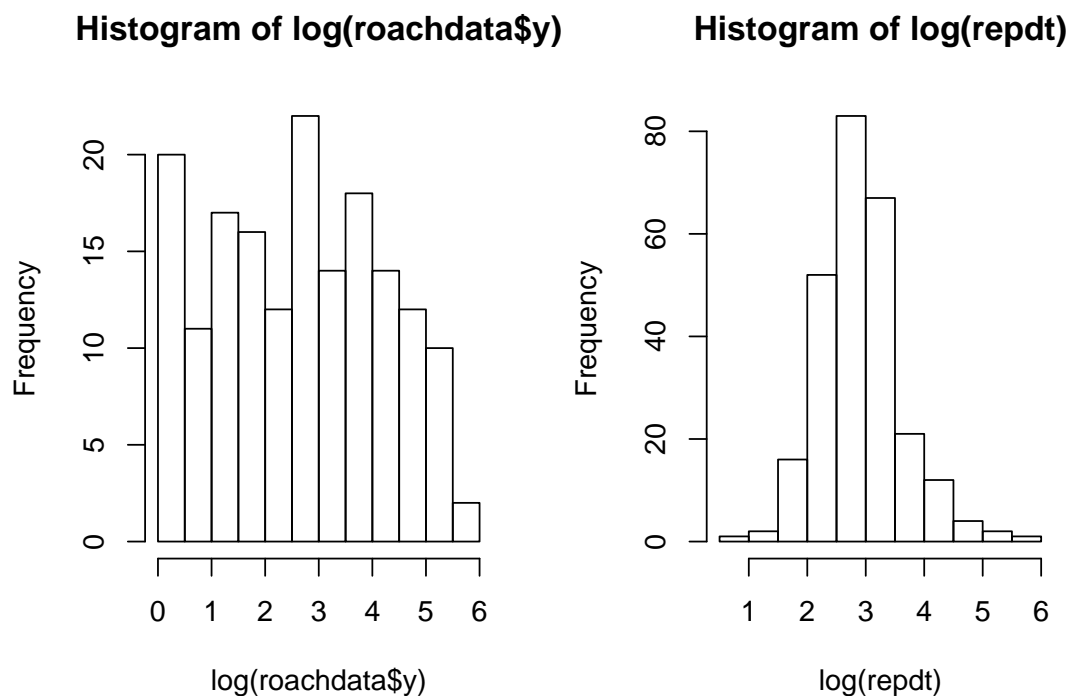 Histogram of log(roachdata$y)
Frequency
20
15
10
5
0
0 1 2 3 4 5 6
log(roachdata$y)
Histogram of log(repdt)
Frequency
80
60
40
20
0
1 2 3 4 5 6
log(repdt)